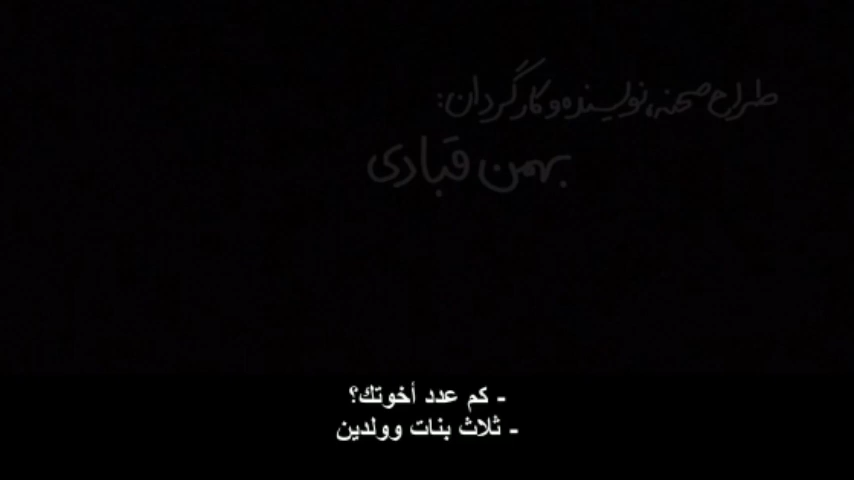 طراح صحنه، نویسنده و کارگردان:
بهمن قبادی
- كم عدد أخوتك؟
- ثلاث بنات وولدين